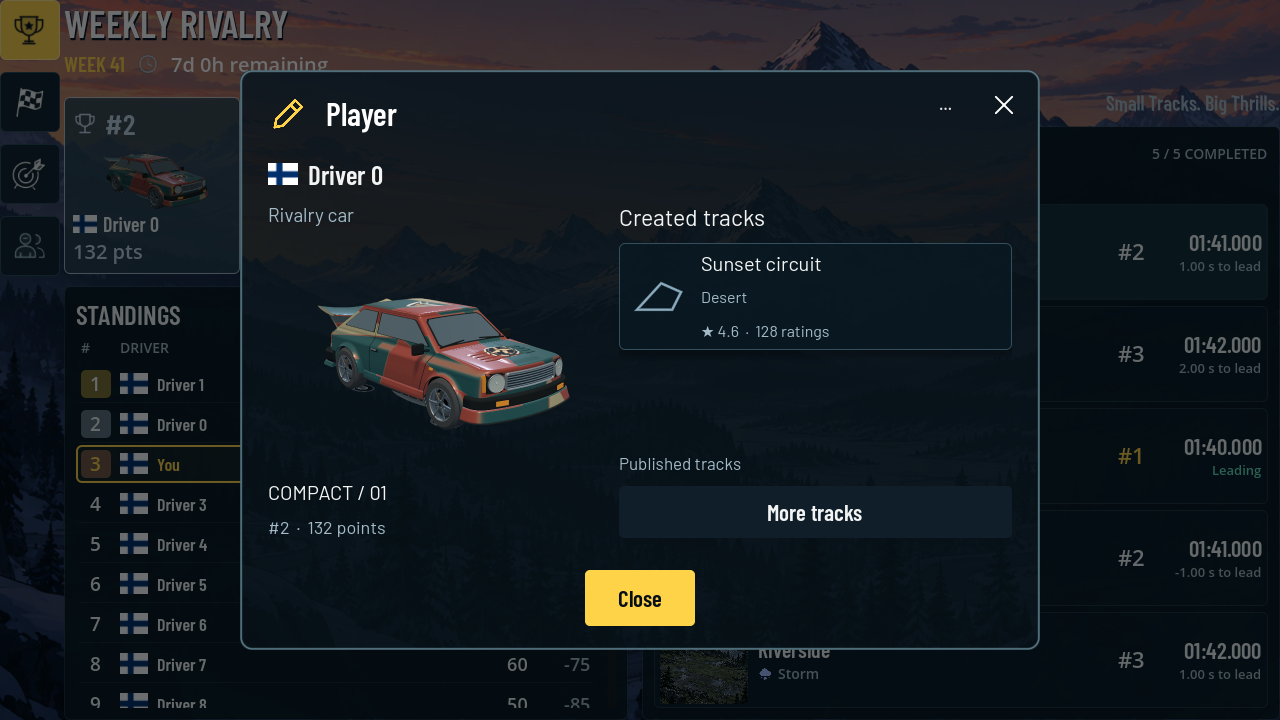 WEEKLY RIVALRY
WEEK 41 7d 0h remaining
Small Tracks. Big Thrills.
#2
Driver 0
132 pts
STANDINGS
# DRIVER
1 Driver 1
2 Driver 0
3 You
4 Driver 3
5 Driver 4
6 Driver 5
7 Driver 6
8 Driver 7 60 -75
9 Driver 8 50 -85
Player
...
Driver 0
Rivalry car
COMPACT / 01
#2 · 132 points
Created tracks
Sunset circuit
Desert
★ 4.6 · 128 ratings
Published tracks
More tracks
Close
5 / 5 COMPLETED
#2 01:41.000
1.00 s to lead
#3 01:42.000
2.00 s to lead
#1 01:40.000
Leading
#2 01:41.000
-1.00 s to lead
Riverside
Storm
#3 01:42.000
1.00 s to lead